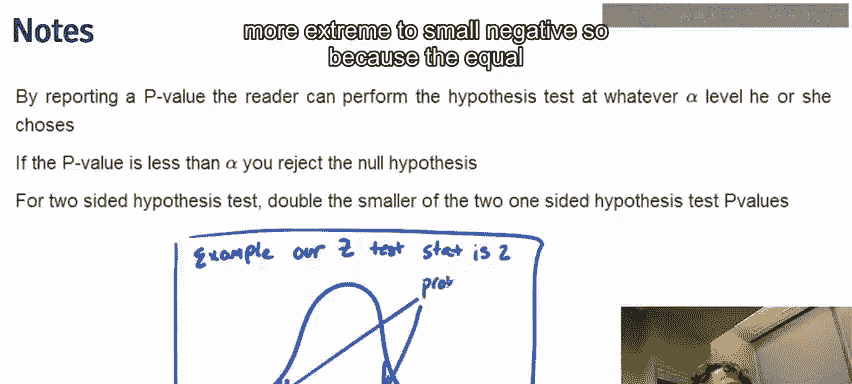 Notes
more extreme to small negative so
because the equal
By reporting a P-value the reader can perform the hypothesis test at whatever α level he or she
choses
If the P-value is less than α you reject the null hypothesis
For two sided hypothesis test, double the smaller of the two one sided hypothesis test Pvalues
Example our Z test stat is 2
prob